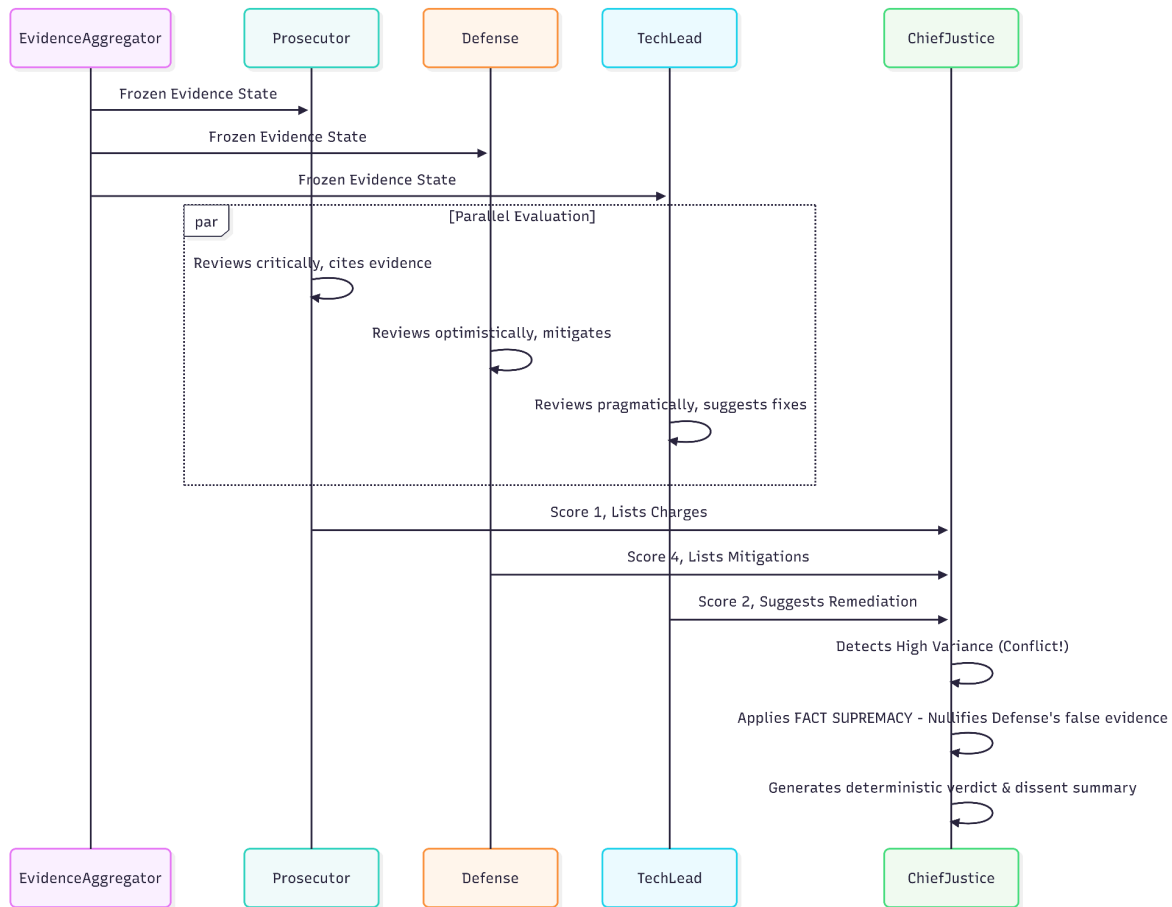 EvidenceAggregator
Prosecutor
Defense
TechLead
ChiefJustice
Frozen Evidence State
Frozen Evidence State
Frozen Evidence State
par
[Parallel Evaluation]
Reviews critically, cites evidence
Reviews optimistically, mitigates
Reviews pragmatically, suggests fixes
Score 1, Lists Charges
Score 4, Lists Mitigations
Score 2, Suggests Remediation
Detects High Variance (Conflict!)
Applies FACT SUPREMACY - Nullifies Defense's false evidence
Generates deterministic verdict & dissent summary
EvidenceAggregator
Prosecutor
Defense
TechLead
ChiefJustice